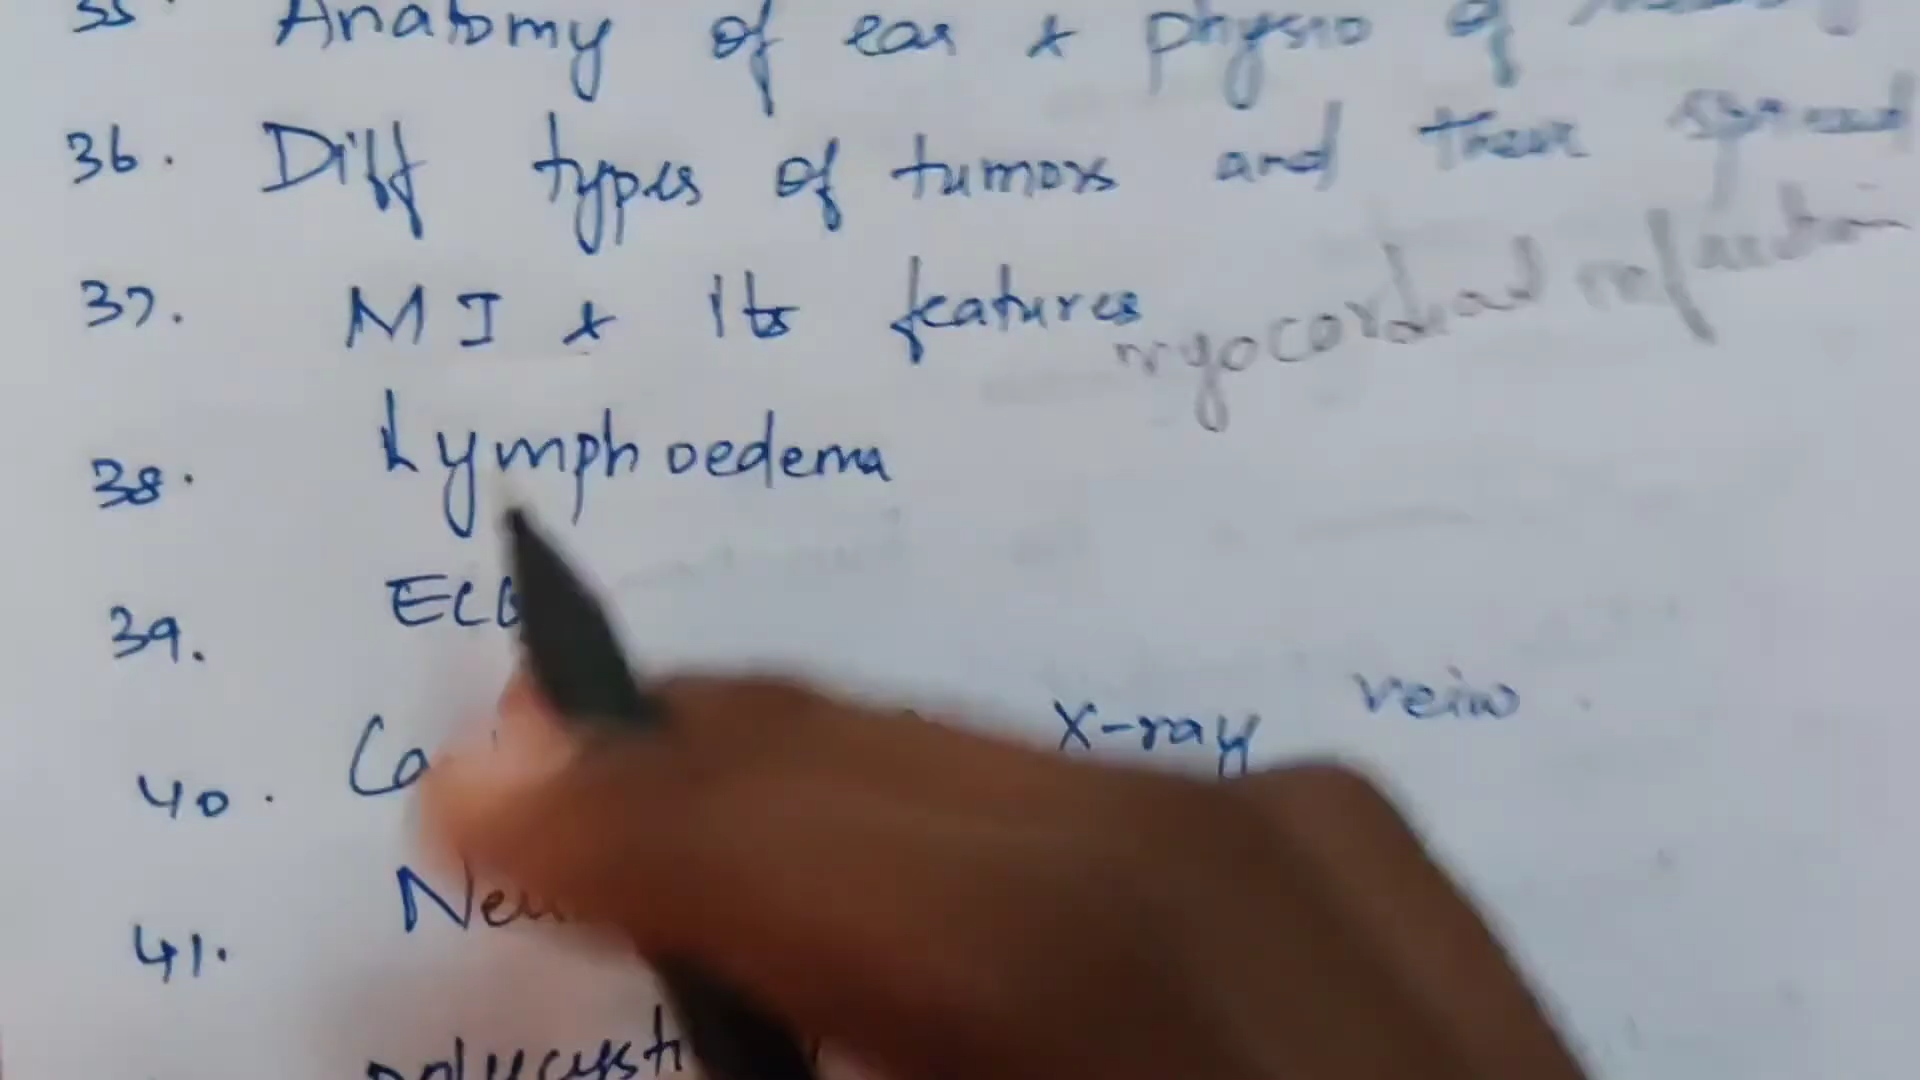 35. Anatomy of ear & physio of
36. Diff types of tumors and their spread
37. MI & its features myocardial infarction
38. Lymphoedema
39. ECG
40. X-ray veiw.
41.